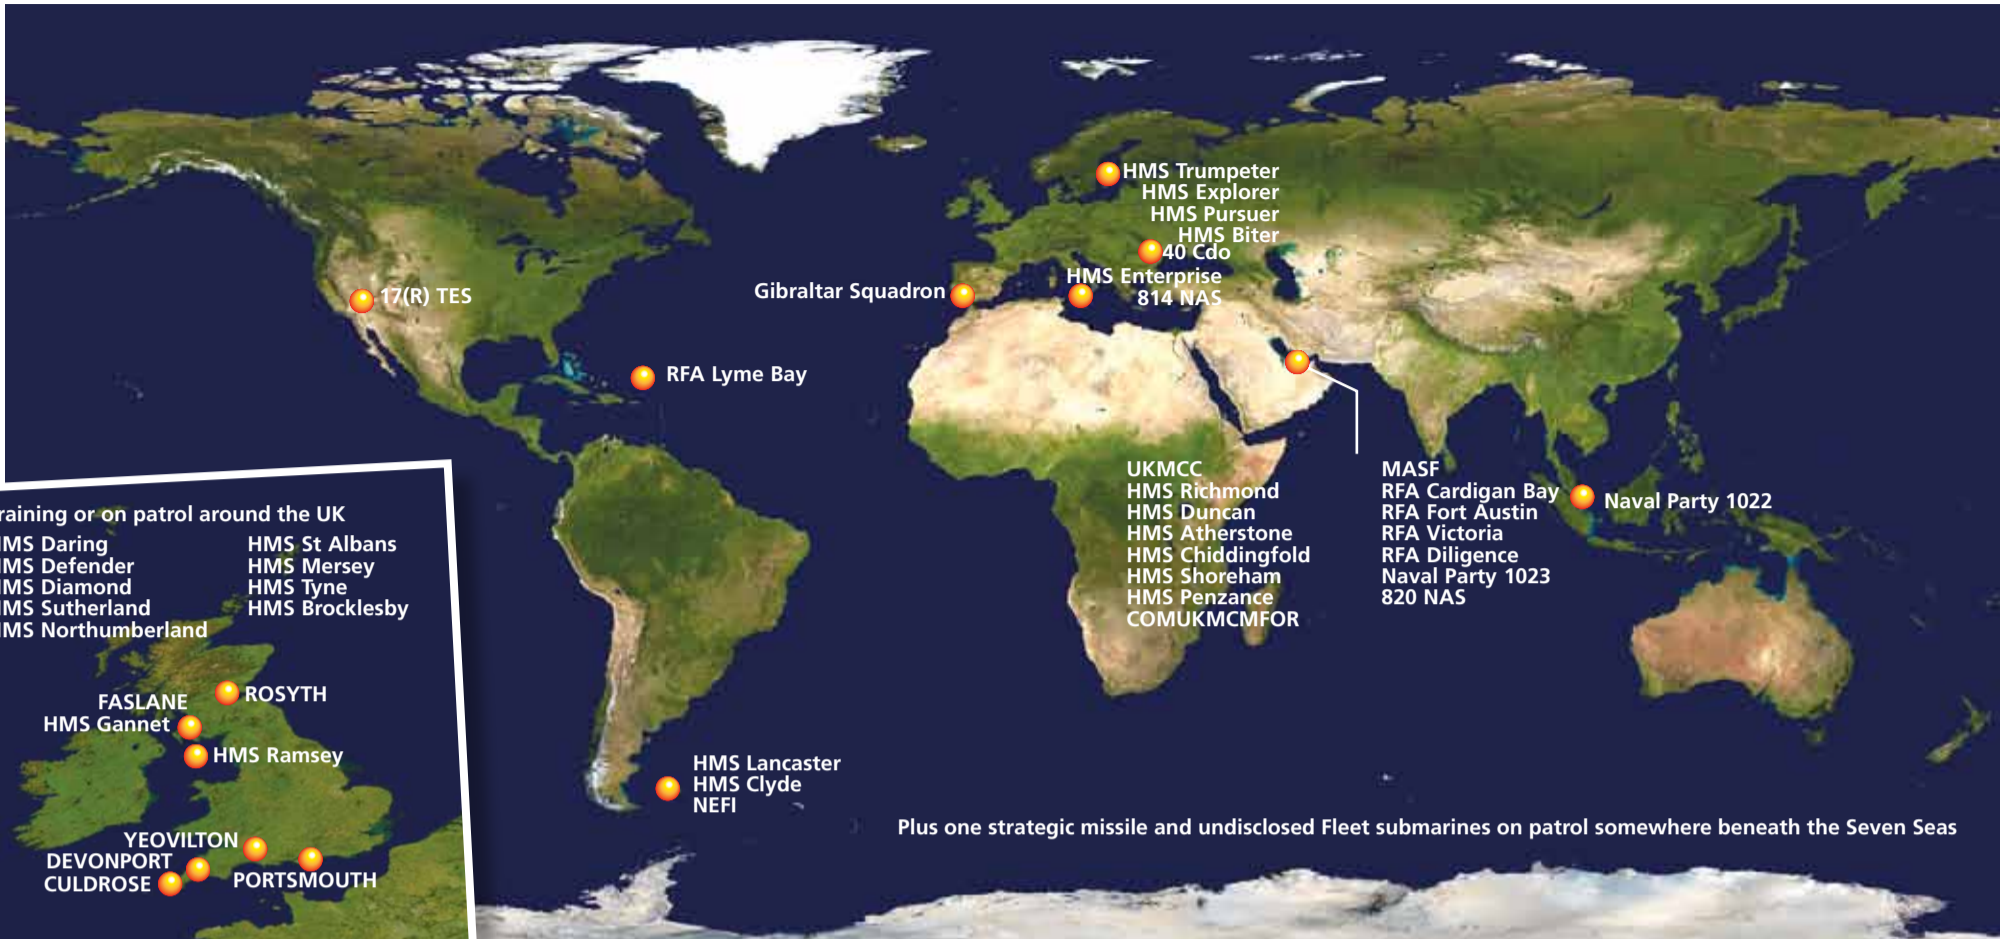 HMS Trumpeter
HMS Explorer
HMS Pursuer
HMS Biter
40 Cdo
HMS Enterprise
814 NAS
Gibraltar Squadron
17(R) TES
RFA Lyme Bay
UKMCC
HMS Richmond
HMS Duncan
HMS Atherstone
HMS Chiddingfold
HMS Shoreham
HMS Penzance
COMUKMCMFOR
MASF
RFA Cardigan Bay
RFA Fort Austin
RFA Victoria
RFA Diligence
Naval Party 1023
820 NAS
Naval Party 1022
HMS Lancaster
HMS Clyde
NEFI
Plus one strategic missile and undisclosed Fleet submarines on patrol somewhere beneath the Seven Seas
raining or on patrol around the UK
HMS Daring
HMS Defender
HMS Diamond
HMS Sutherland
HMS Northumberland
HMS St Albans
HMS Mersey
HMS Tyne
HMS Brocklesby
ROSYTH
FASLANE
HMS Gannet
HMS Ramsey
YEOVILTON
DEVONPORT
CULDROSE
PORTSMOUTH